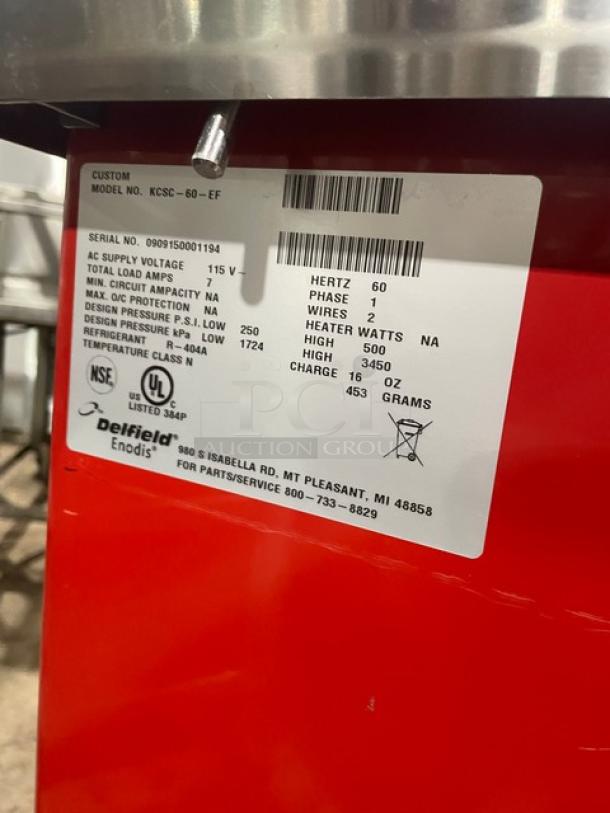 CUSTOM
MODEL NO. KCSC-60-EF
SERIAL NO. 0909150001194
AC SUPPLY VOLTAGE 115 V~ HERTZ 60
TOTAL LOAD AMPS 7 PHASE 1
MIN. CIRCUIT AMPACITY NA WIRES 2
MAX. O/C PROTECTION NA HEATER WATTS NA
DESIGN PRESSURE P.S.I. LOW 250 HIGH 500
DESIGN PRESSURE kPa LOW 1724 HIGH 3450
REFRIGERANT R-404A CHARGE 16 OZ
TEMPERATURE CLASS N 453 GRAMS
NSF®
UL
US C
LISTED 384P
Delfield®
Enodis®
980 S ISABELLA RD, MT PLEASANT, MI 48858
FOR PARTS/SERVICE 800-733-8829
PCI
AUCTION GROUP